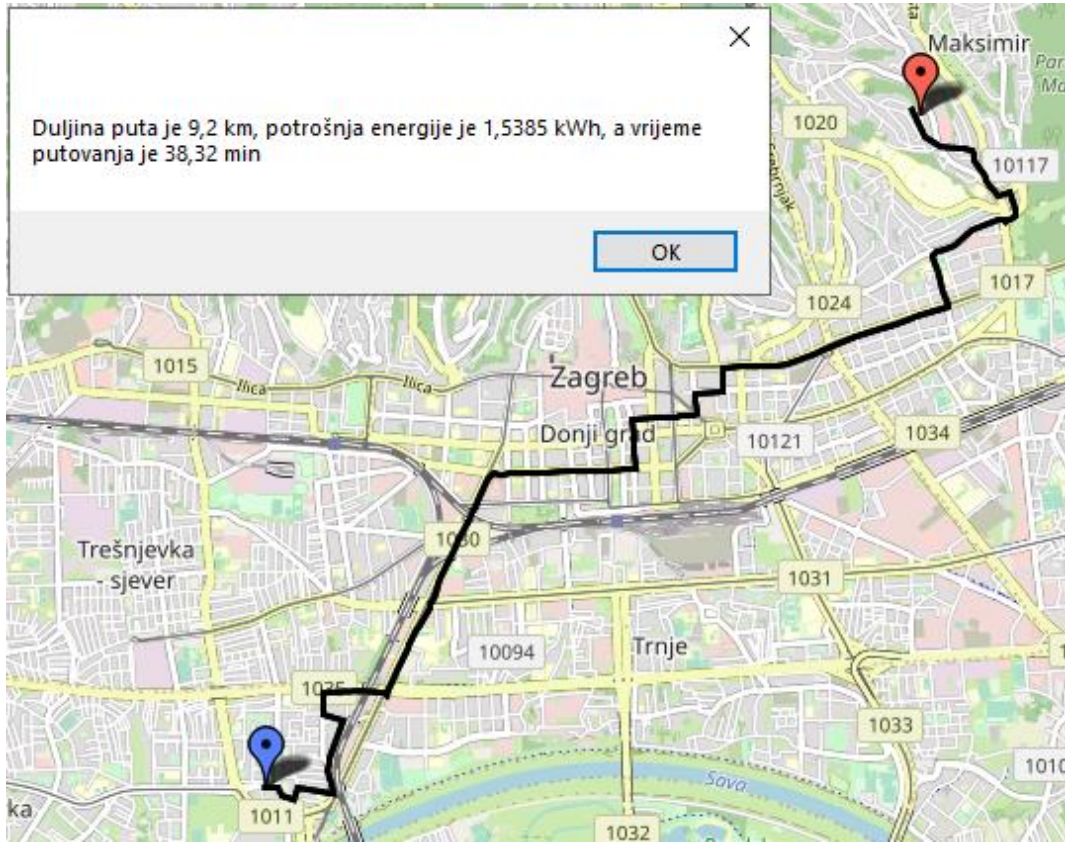 Duljina puta je 9,2 km, potrošnja energije je 1,5385 kWh, a vrijeme
putovanja je 38,32 min
OK
Maksimir
1020
10117
1024
1017
1015
Ilica
Ilica
Zagreb
Donji grad
10121
1034
1030
Trešnjevka
- sjever
1031
10094
Trnje
1035
1033
Sava
1011
1032